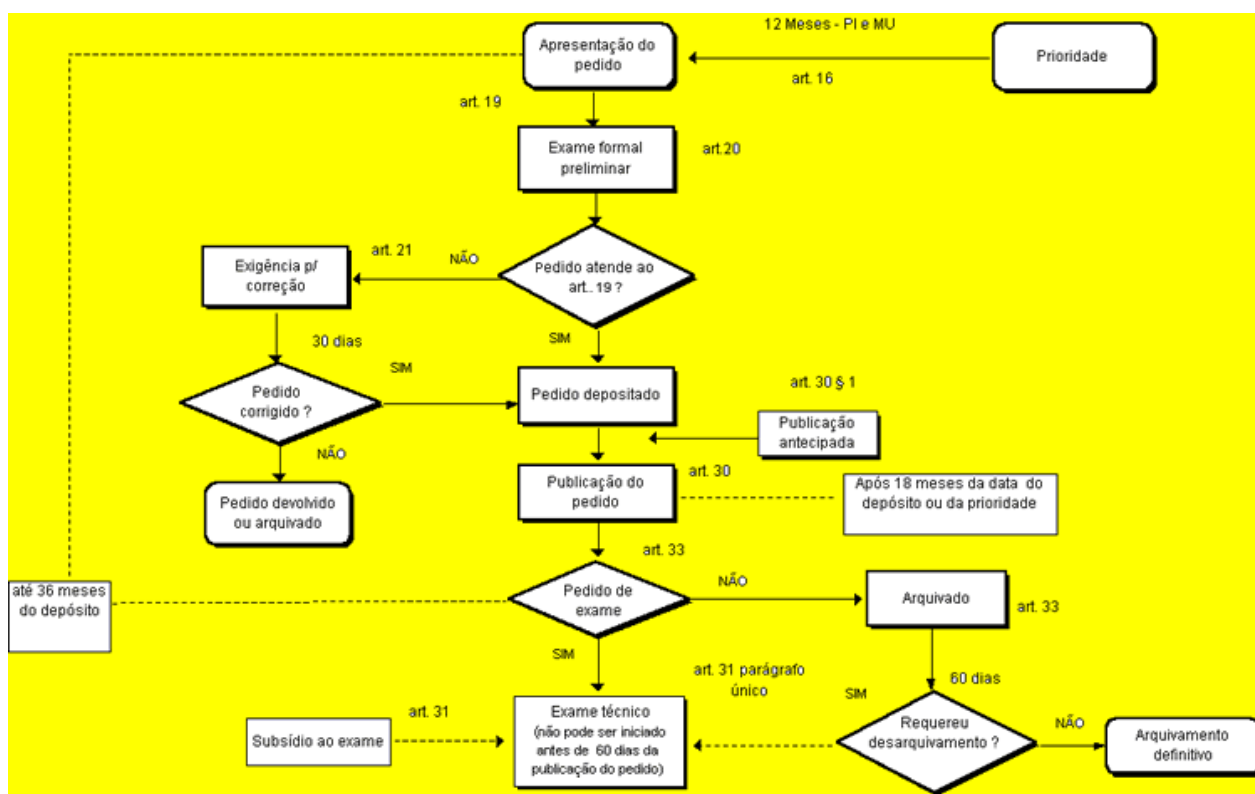 12 Meses - PI e MU
Apresentação do
pedido
Prioridade
art. 16
art. 19
Exame formal
preliminar
art.20
art. 21
NÃO
Exigência p/
correção
Pedido atende ao
art.. 19 ?
30 dias
SIM
SIM
Pedido
corrigido ?
Pedido depositado
art. 30 § 1
Publicação
antecipada
NÃO
Publicação do
pedido
art. 30
Após 18 meses da data do
depósito ou da prioridade
Pedido devolvido
ou arquivado
art. 33
até 36 meses
do depósito
Pedido de
exame
NÃO
Arquivado
art. 33
SIM
art. 31 parágrafo
único
60 dias
SIM
art. 31
Subsídio ao exame
Exame técnico
(não pode ser iniciado
antes de 60 dias da
publicação do pedido)
Requereu
desarquivamento ?
NÃO
Arquivamento
definitivo